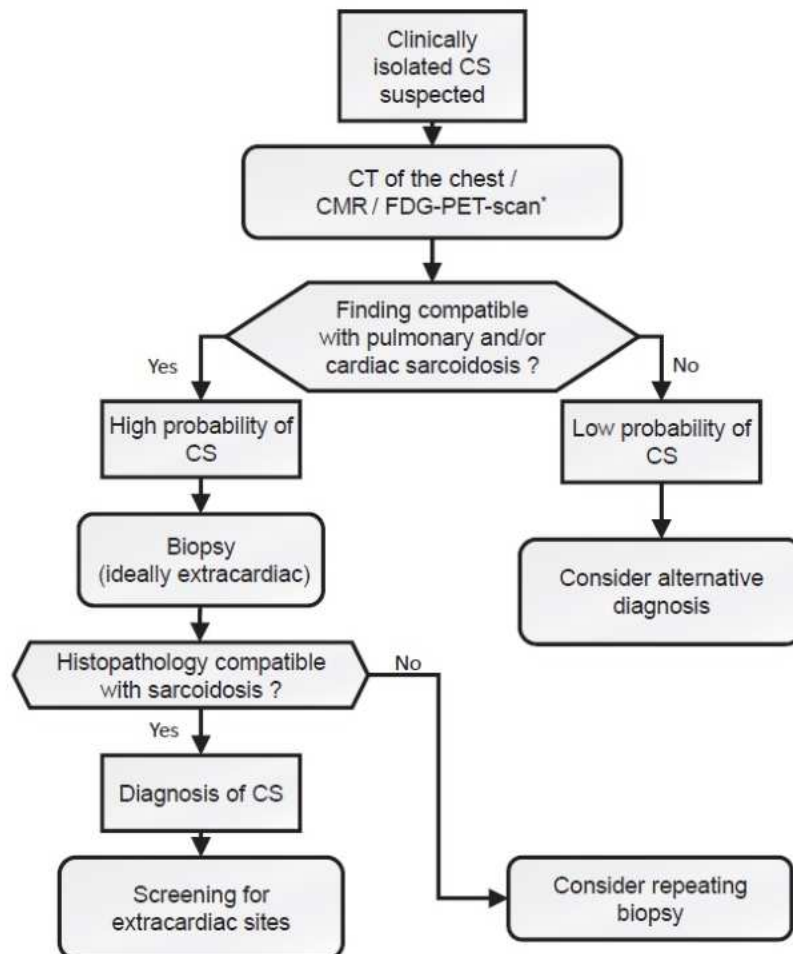 Clinically
isolated CS
suspected
CT of the chest /
CMR / FDG-PET-scan*
Finding compatible
with pulmonary and/or
cardiac sarcoidosis ?
Yes
No
High probability of
CS
Low probability of
CS
Biopsy
(ideally extracardiac)
Consider alternative
diagnosis
Histopathology compatible
with sarcoidosis ?
No
Yes
Diagnosis of CS
Screening for
extracardiac sites
Consider repeating
biopsy